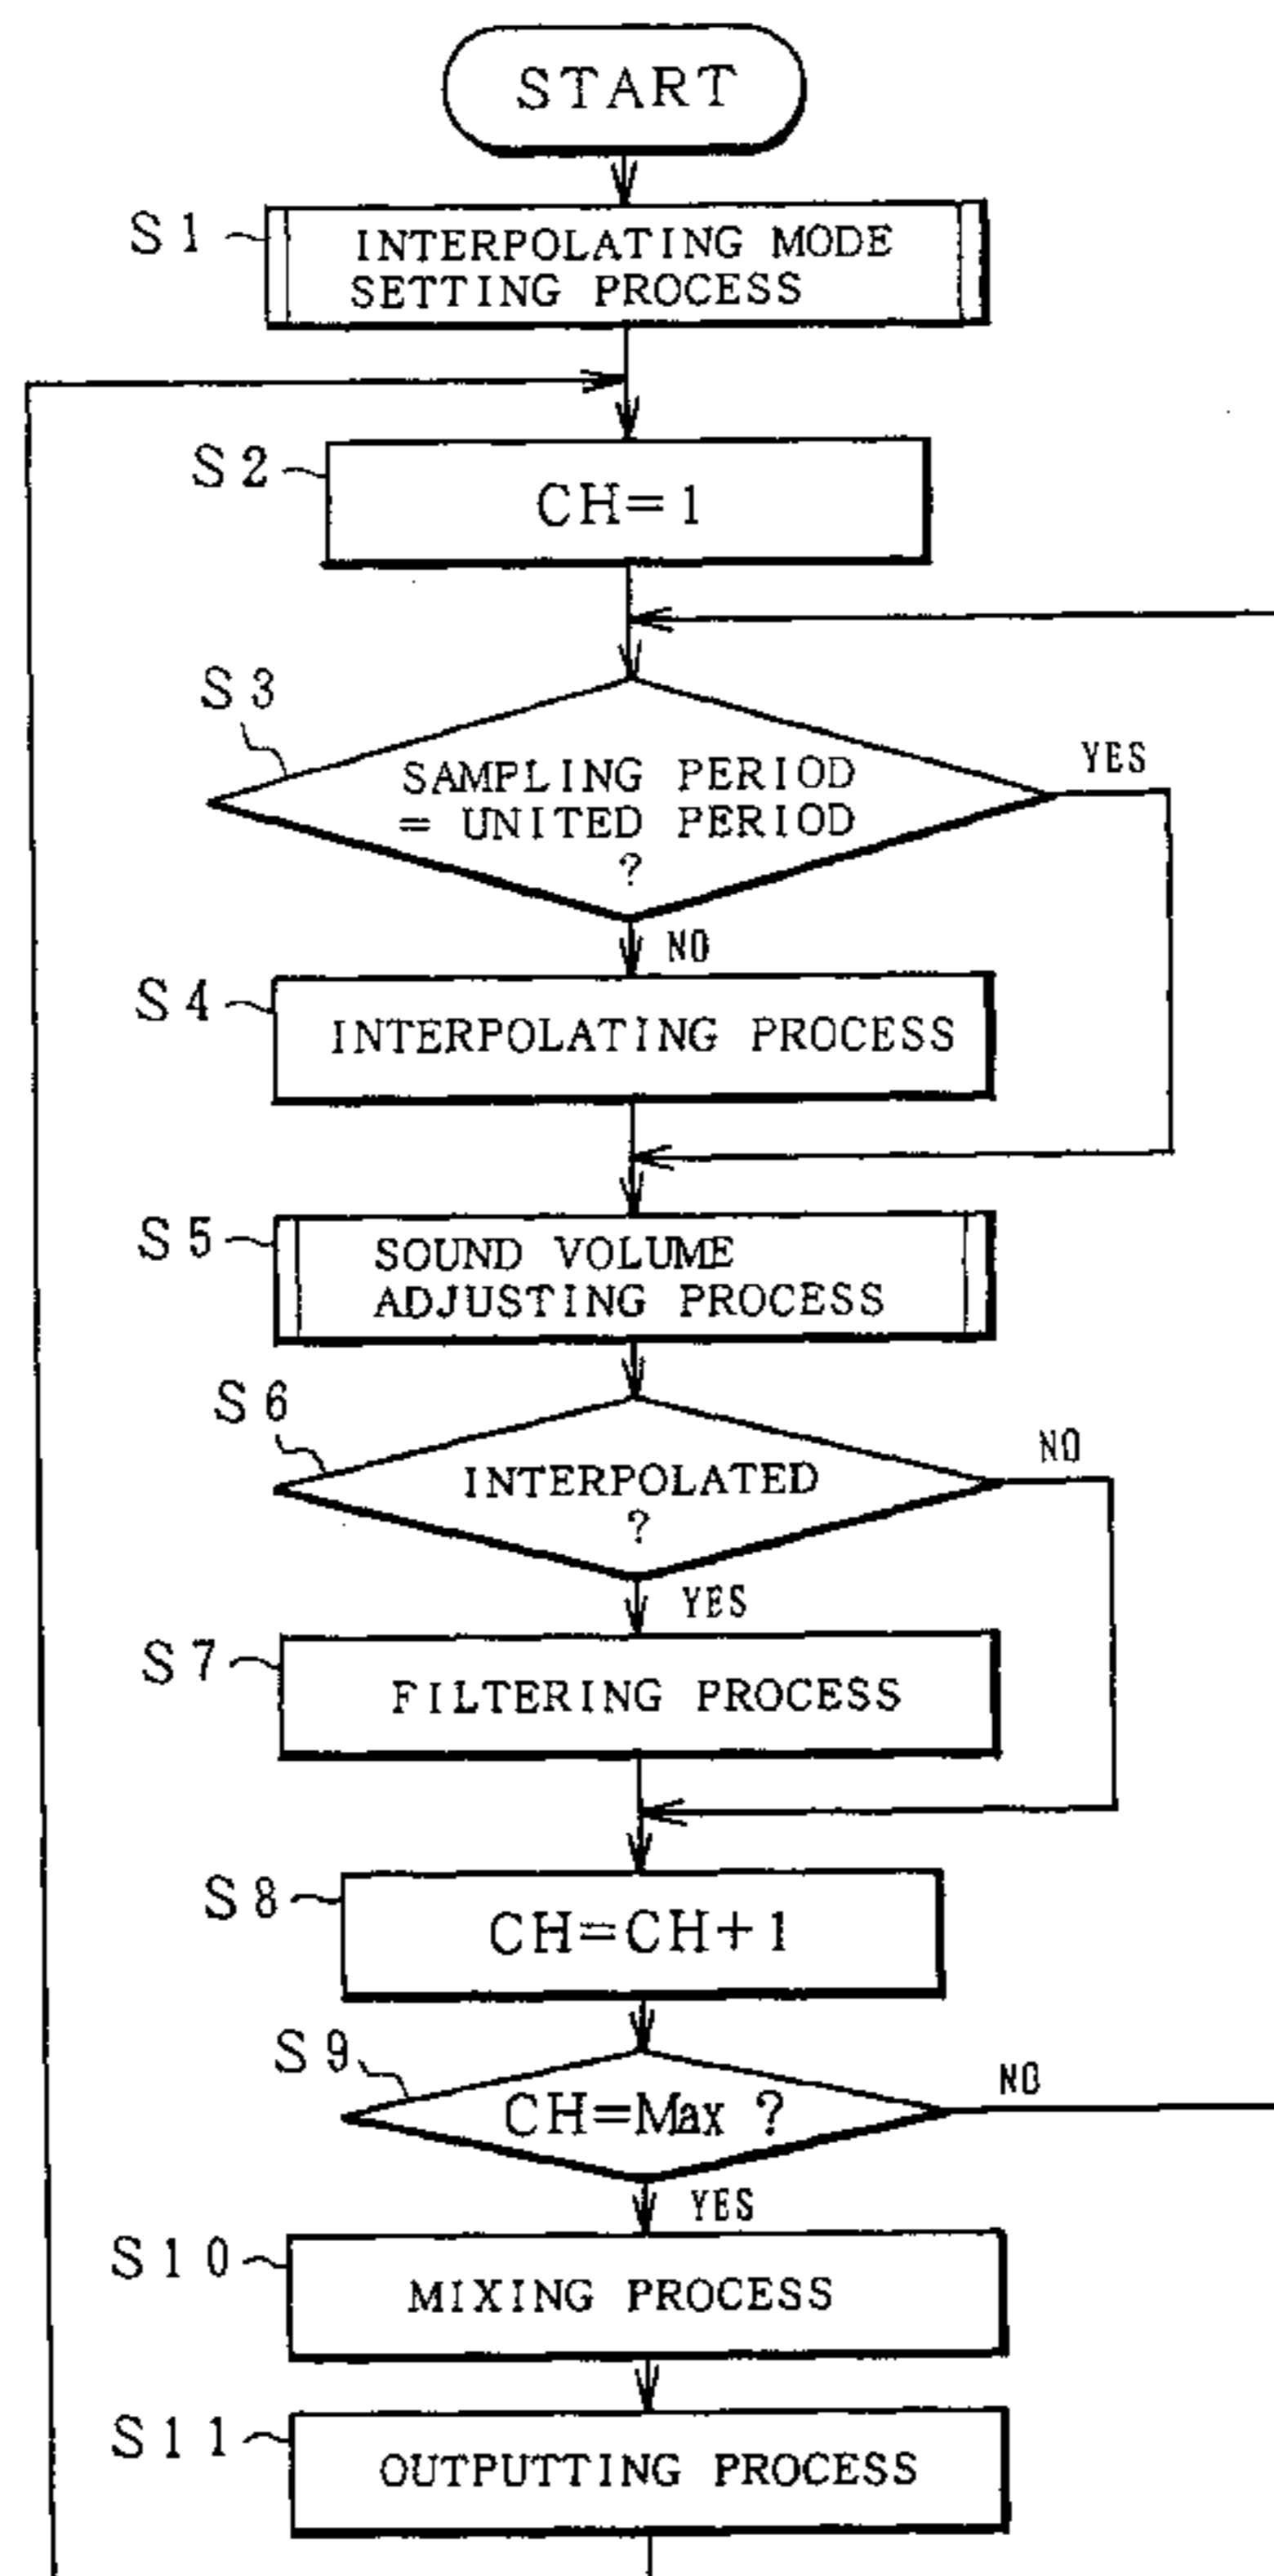 START
S1
INTERPOLATING MODE
SETTING PROCESS
S2
CH=1
S3
SAMPLING PERIOD
= UNITED PERIOD
?
YES
NO
S4
INTERPOLATING PROCESS
S5
SOUND VOLUME
ADJUSTING PROCESS
S6
INTERPOLATED
?
NO
YES
S7
FILTERING PROCESS
S8
CH=CH+1
S9
CH=Max ?
NO
YES
S10
MIXING PROCESS
S11
OUTPUTTING PROCESS